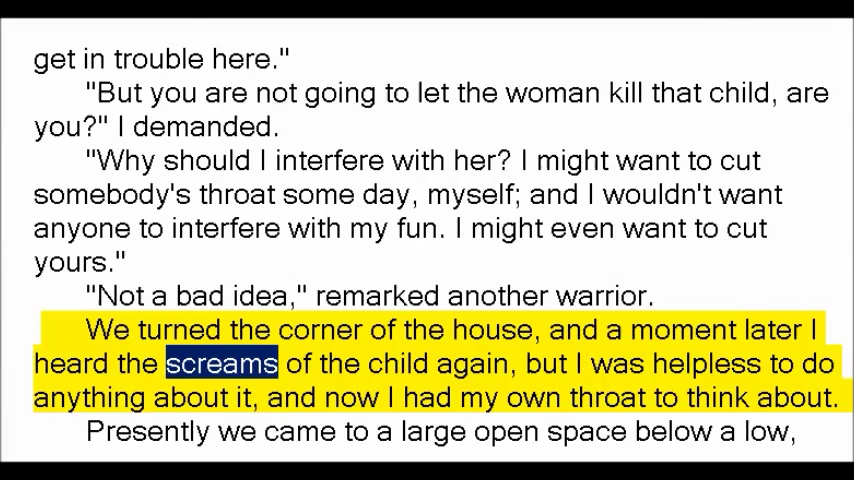 get in trouble here."
"But you are not going to let the woman kill that child, are
you?" I demanded.
"Why should I interfere with her? I might want to cut
somebody's throat some day, myself; and I wouldn't want
anyone to interfere with my fun. I might even want to cut
yours."
"Not a bad idea," remarked another warrior.
We turned the corner of the house, and a moment later I
heard the screams of the child again, but I was helpless to do
anything about it, and now I had my own throat to think about.
Presently we came to a large open space below a low,